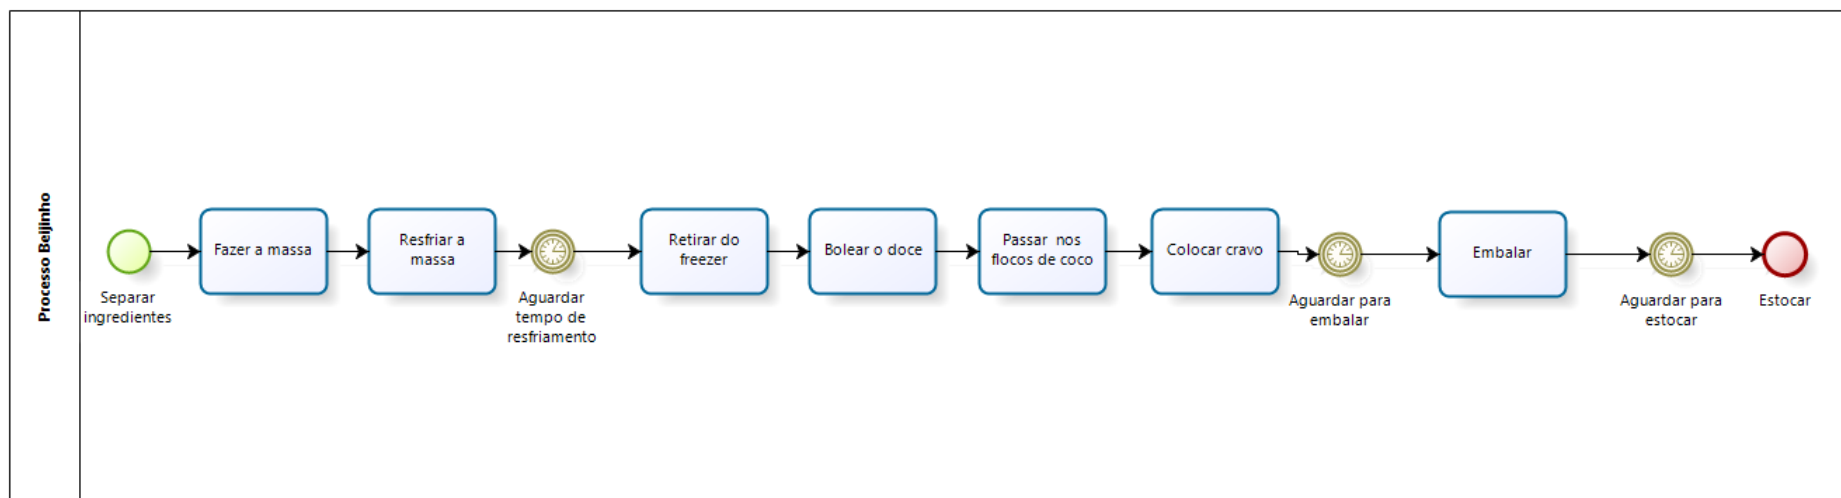 Processo Beijinho
Separar
ingredientes
Fazer a massa
Resfriar a
massa
Aguardar
tempo de
resfriamento
Retirar do
freezer
Bolear o doce
Passar nos
flocos de coco
Colocar cravo
Aguardar para
embalar
Embalar
Aguardar para
estocar
Estocar